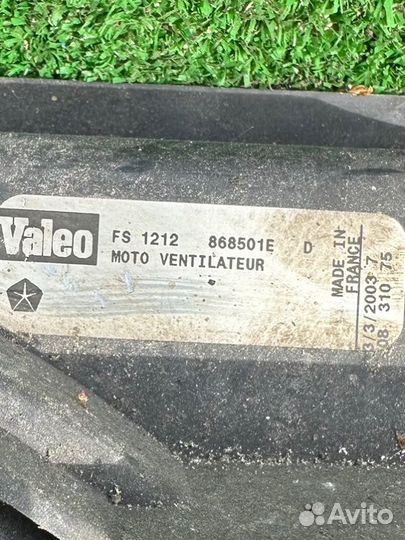 Valeo
FS 1212 868501E D
MOTO VENTILATEUR
MADE IN
FRANCE
3/3/2003 7
08 310 75
Avito